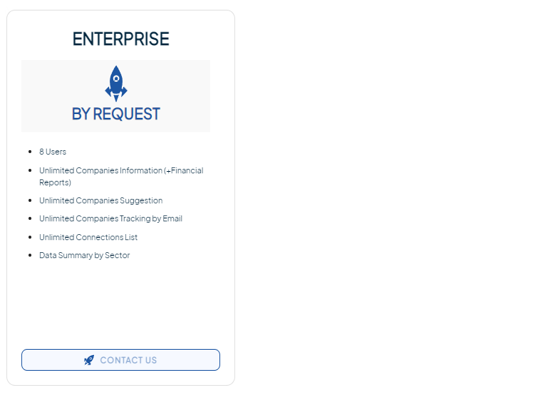 ENTERPRISE
BY REQUEST
8 Users
Unlimited Companies Information (+Financial
Reports)
Unlimited Companies Suggestion
Unlimited Companies Tracking by Email
Unlimited Connections List
Data Summary by Sector
CONTACT US